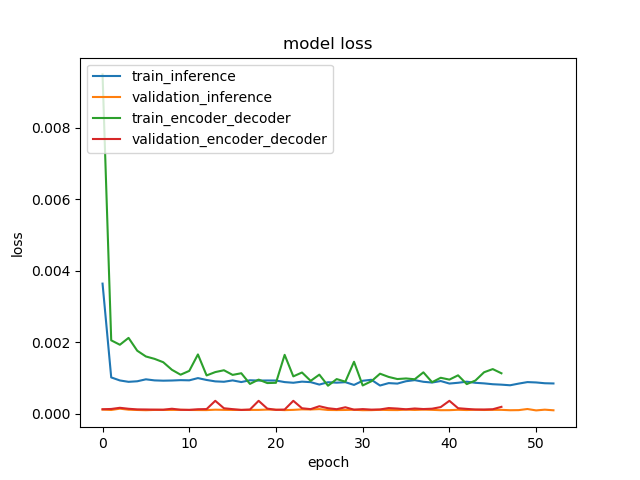 model loss
train_inference
validation_inference
train_encoder_decoder
validation_encoder_decoder
loss
0.008
0.006
0.004
0.002
0.000
0 10 20 30 40 50
epoch